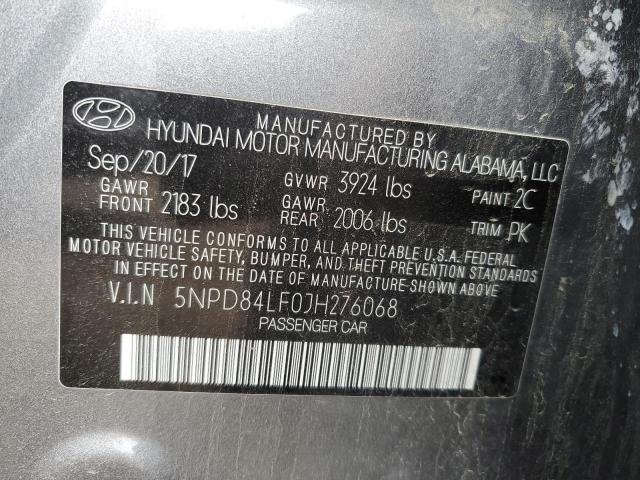 MANUFACTURED BY
HYUNDAI MOTOR MANUFACTURING ALABAMA, LLC
Sep/20/17 GVWR 3924 lbs PAINT 2C
GAWR FRONT 2183 lbs GAWR REAR 2006 lbs TRIM PK
THIS VEHICLE CONFORMS TO ALL APPLICABLE U.S.A. FEDERAL
MOTOR VEHICLE SAFETY, BUMPER, AND THEFT PREVENTION STANDARDS
IN EFFECT ON THE DATE OF MANUFACTURE SHOWN ABOVE.
V.I.N 5NPD84LF0JH276068
PASSENGER CAR